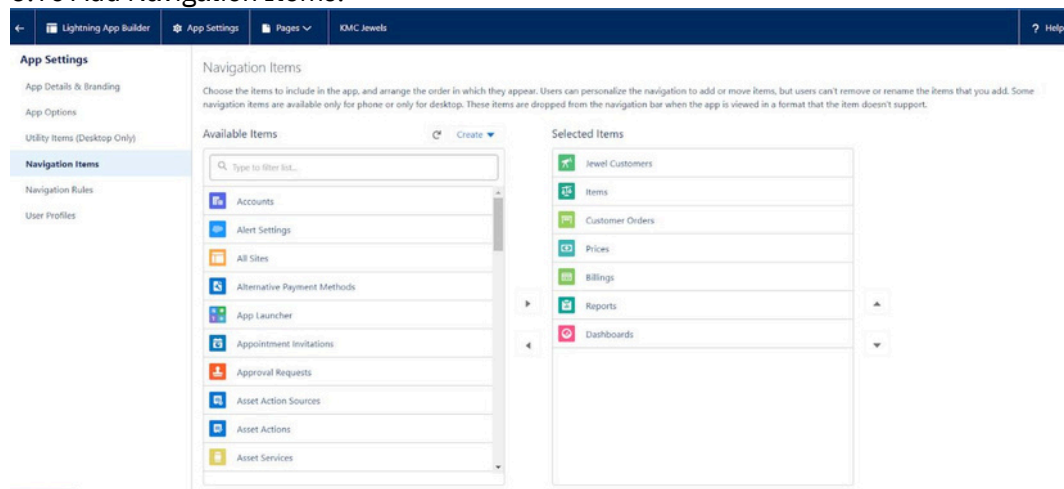 Lightning App Builder App Settings Pages KMC Jewels ? Help
App Settings
App Details & Branding
App Options
Utility Items (Desktop Only)
Navigation Items
Navigation Rules
User Profiles
Navigation Items
Choose the items to include in the app, and arrange the order in which they appear. Users can personalize the navigation to add or move items, but users can't remove or rename the items that you add. Some
navigation items are available only for phone or only for desktop. These items are dropped from the navigation bar when the app is viewed in a format that the item doesn't support.
Available Items Create
Type to filter list...
Accounts
Alert Settings
All Sites
Alternative Payment Methods
App Launcher
Appointment Invitations
Approval Requests
Asset Action Sources
Asset Actions
Asset Services
Selected Items
Jewel Customers
Items
Customer Orders
Prices
Billings
Reports
Dashboards